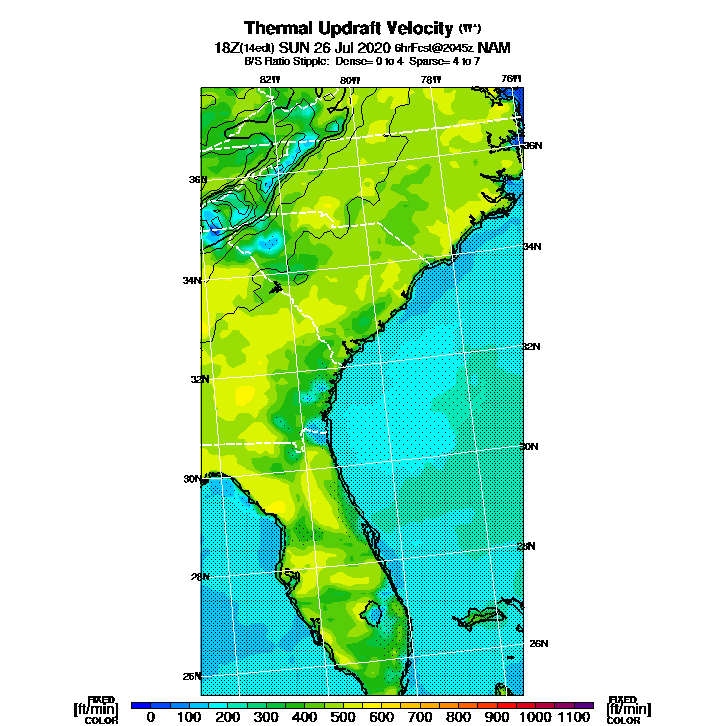 Thermal Updraft Velocity (W*)
18Z(14edt) SUN 26 Jul 2020 6hrFcst@2045z NAM
B/S Ratio Stipple: Dense= 0 to 4 Sparse= 4 to 7
82W 80W 78W 76W
36N
36N
34N
34N
32N
32N
30N
30N
28N
28N
26N
26N
FIXED FIXED
[ft/min] [ft/min]
COLOR COLOR
0 100 200 300 400 500 600 700 800 900 1000 1100